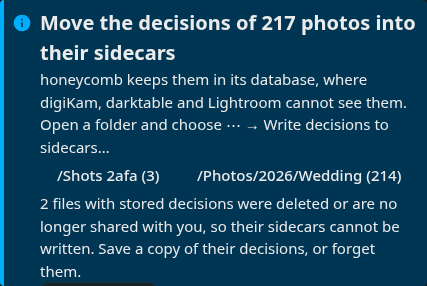 Move the decisions of 217 photos into
their sidecars
honeycomb keeps them in its database, where
digiKam, darktable and Lightroom cannot see them.
Open a folder and choose ⋯ → Write decisions to
sidecars…
/Shots 2afa (3) /Photos/2026/Wedding (214)
2 files with stored decisions were deleted or are no
longer shared with you, so their sidecars cannot be
written. Save a copy of their decisions, or forget
them.